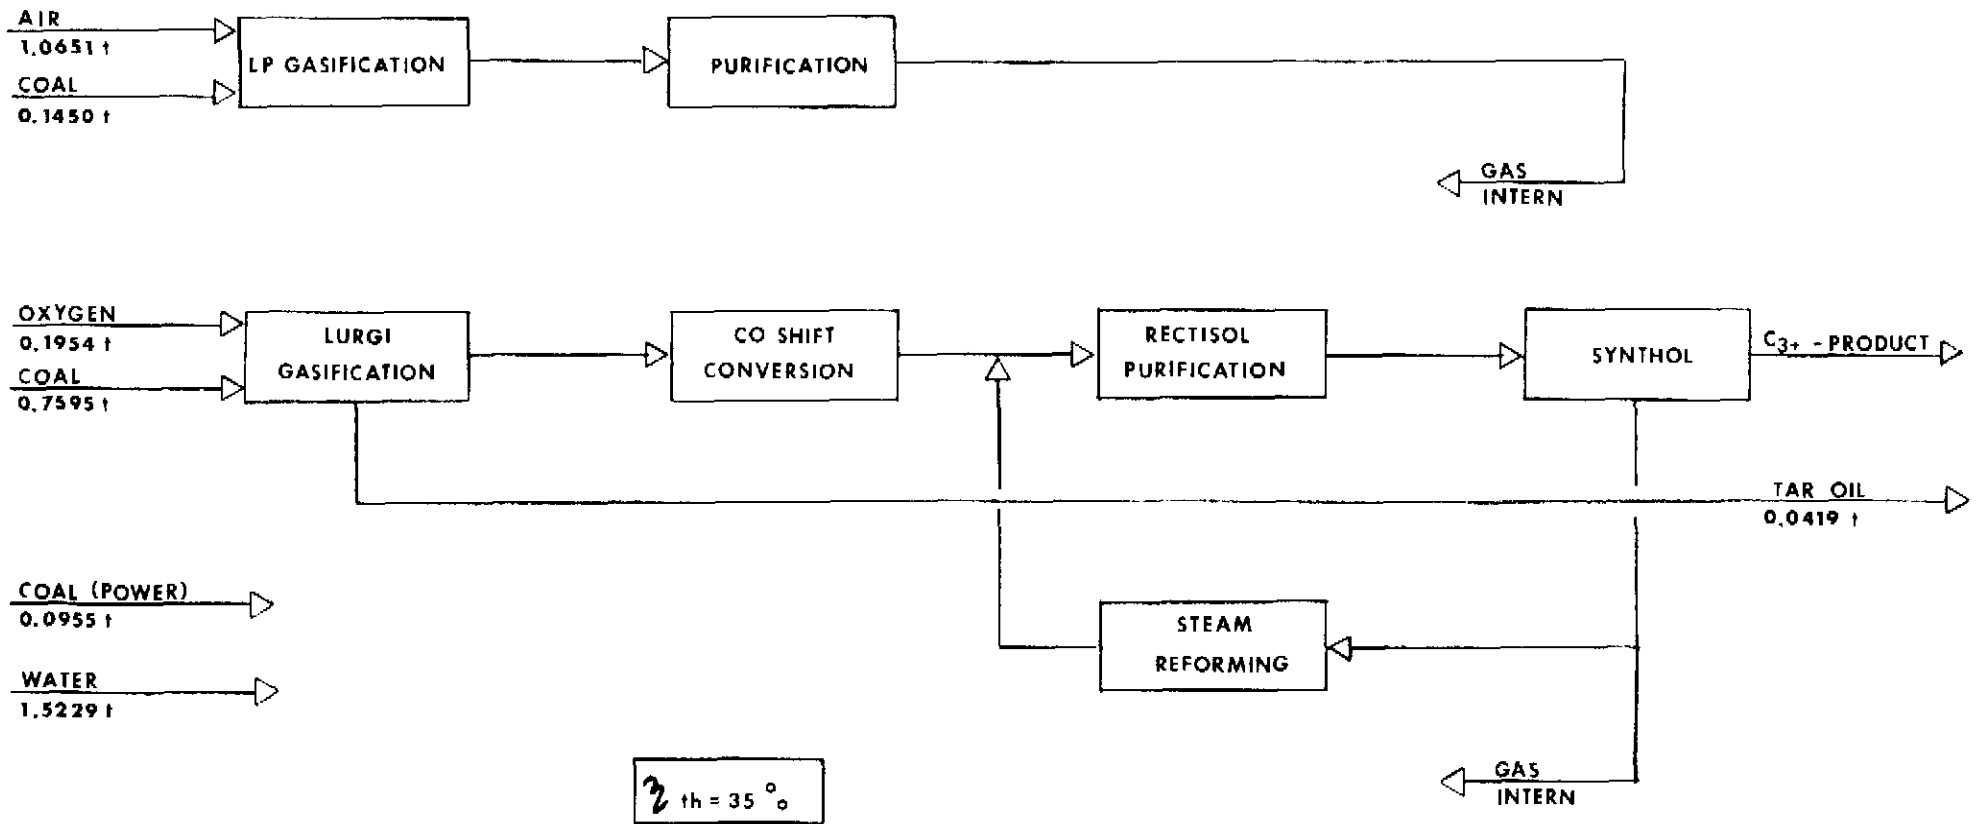 AIR
1.0651 t
COAL
0.1450 t
LP GASIFICATION
PURIFICATION
GAS
INTERN
OXYGEN
0.1954 t
COAL
0.7595 t
LURGI
GASIFICATION
CO SHIFT
CONVERSION
RECTISOL
PURIFICATION
SYNTHOL
C₃₊ - PRODUCT
TAR OIL
0.0419 t
COAL (POWER)
0.0955 t
WATER
1.5229 t
STEAM
REFORMING
GAS
INTERN
η th = 35 %